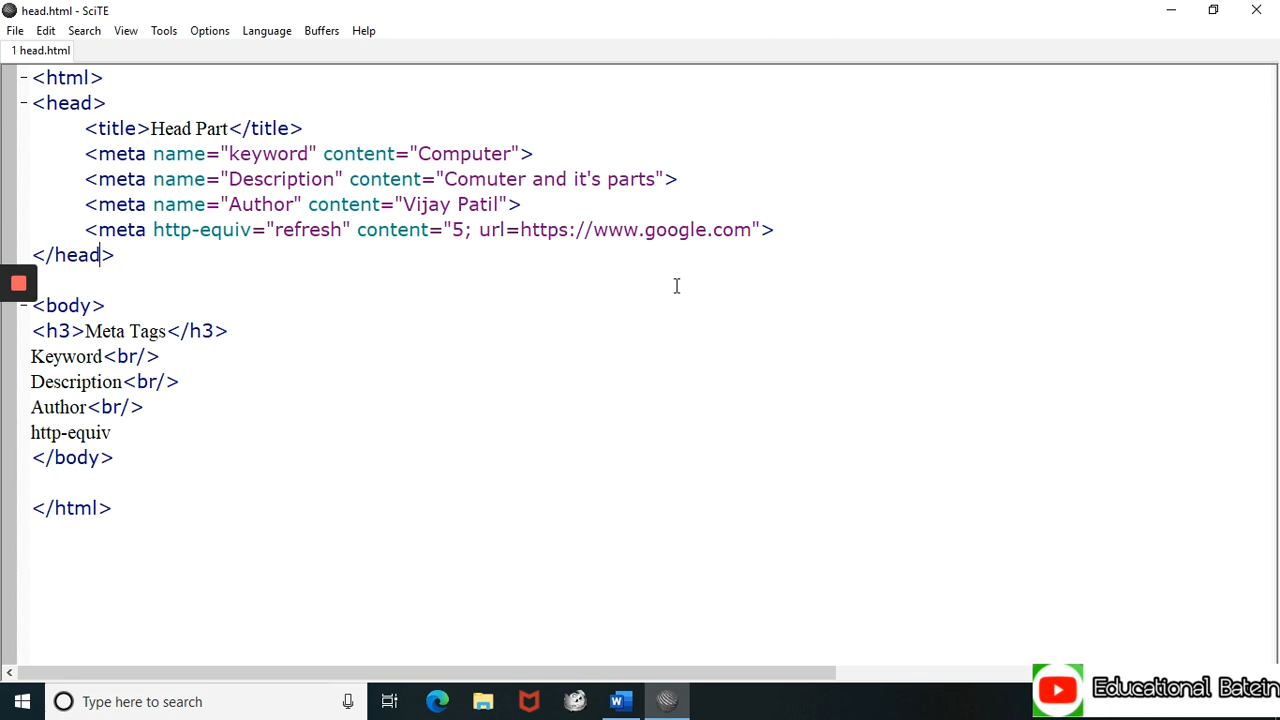 head.html - SciTE
File Edit Search View Tools Options Language Buffers Help
1 head.html
<html>
<head>
<title>Head Part</title>
<meta name="keyword" content="Computer">
<meta name="Description" content="Comuter and it's parts">
<meta name="Author" content="Vijay Patil">
<meta http-equiv="refresh" content="5; url=https://www.google.com">
</head>
<body>
<h3>Meta Tags</h3>
Keyword<br/>
Description<br/>
Author<br/>
http-equiv
</body>
</html>
Type here to search
W
Educational Batein